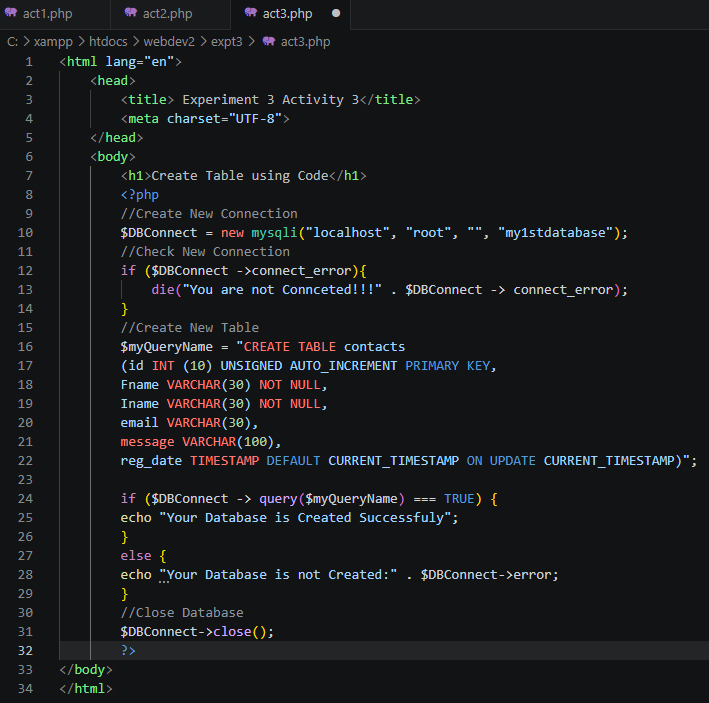 act1.php act2.php act3.php
C: > xampp > htdocs > webdev2 > expt3 > act3.php
1 <html lang="en">
2 <head>
3 <title> Experiment 3 Activity 3</title>
4 <meta charset="UTF-8">
5 </head>
6 <body>
7 <h1>Create Table using Code</h1>
8 <?php
9 //Create New Connection
10 $DBConnect = new mysqli("localhost", "root", "", "my1stdatabase");
11 //Check New Connection
12 if ($DBConnect ->connect_error){
13 die("You are not Connceted!!!" . $DBConnect -> connect_error);
14 }
15 //Create New Table
16 $myQueryName = "CREATE TABLE contacts
17 (id INT (10) UNSIGNED AUTO_INCREMENT PRIMARY KEY,
18 Fname VARCHAR(30) NOT NULL,
19 Iname VARCHAR(30) NOT NULL,
20 email VARCHAR(30),
21 message VARCHAR(100),
22 reg_date TIMESTAMP DEFAULT CURRENT_TIMESTAMP ON UPDATE CURRENT_TIMESTAMP)";
23
24 if ($DBConnect -> query($myQueryName) === TRUE) {
25 echo "Your Database is Created Successfuly";
26 }
27 else {
28 echo "Your Database is not Created:" . $DBConnect->error;
29 }
30 //Close Database
31 $DBConnect->close();
32 ?>
33 </body>
34 </html>